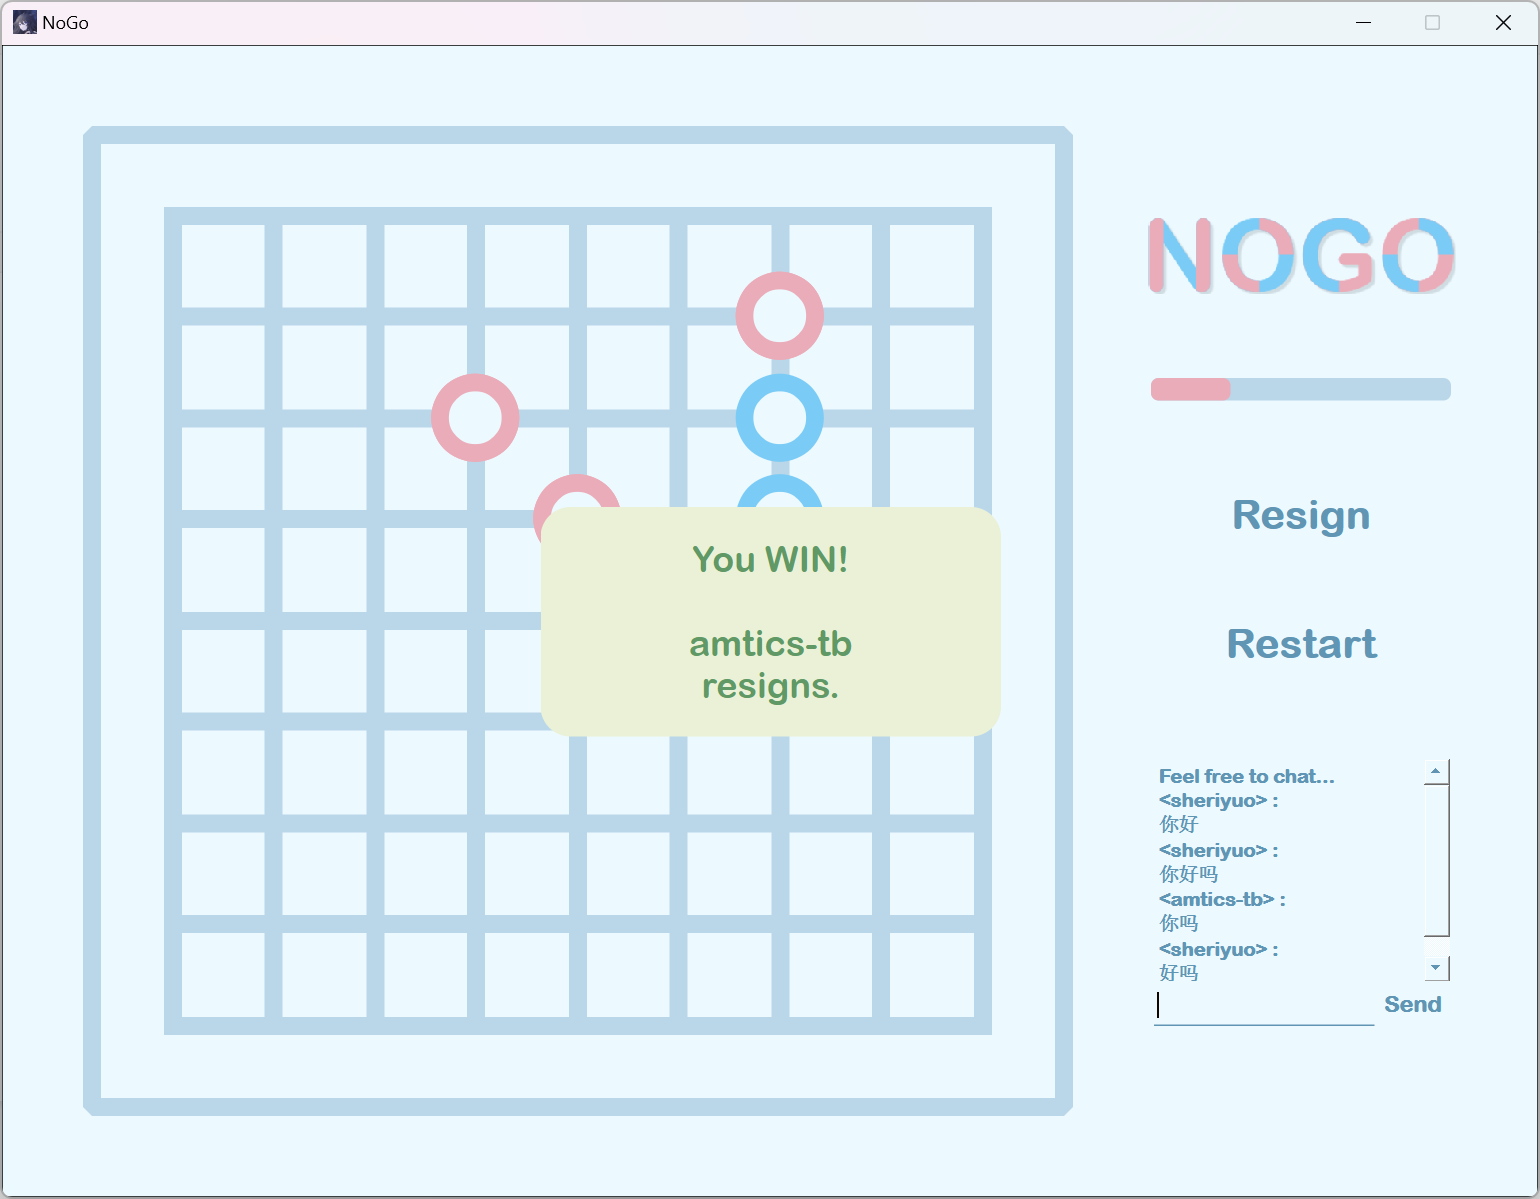 NoGo
NOGO
You WIN!
amtics-tb
resigns.
Resign
Restart
Feel free to chat...
<sheriyuo> :
你好
<sheriyuo> :
你好吗
<amtics-tb> :
你吗
<sheriyuo> :
好吗
Send